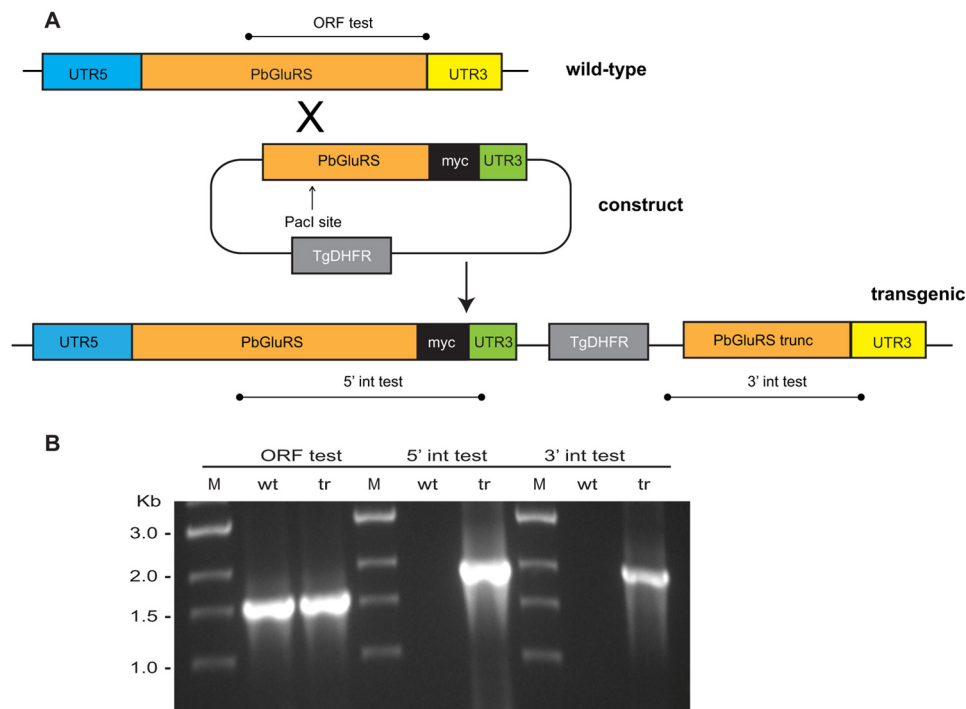 A
ORF test
UTR5 PbGluRS UTR3 wild-type
X
PbGluRS myc UTR3
PacI site
construct
TgDHFR
transgenic
UTR5 PbGluRS myc UTR3 TgDHFR PbGluRS trunc UTR3
5' int test 3' int test
B
ORF test 5' int test 3' int test
M wt tr M wt tr M wt tr
Kb
3.0 -
2.0 -
1.5 -
1.0 -